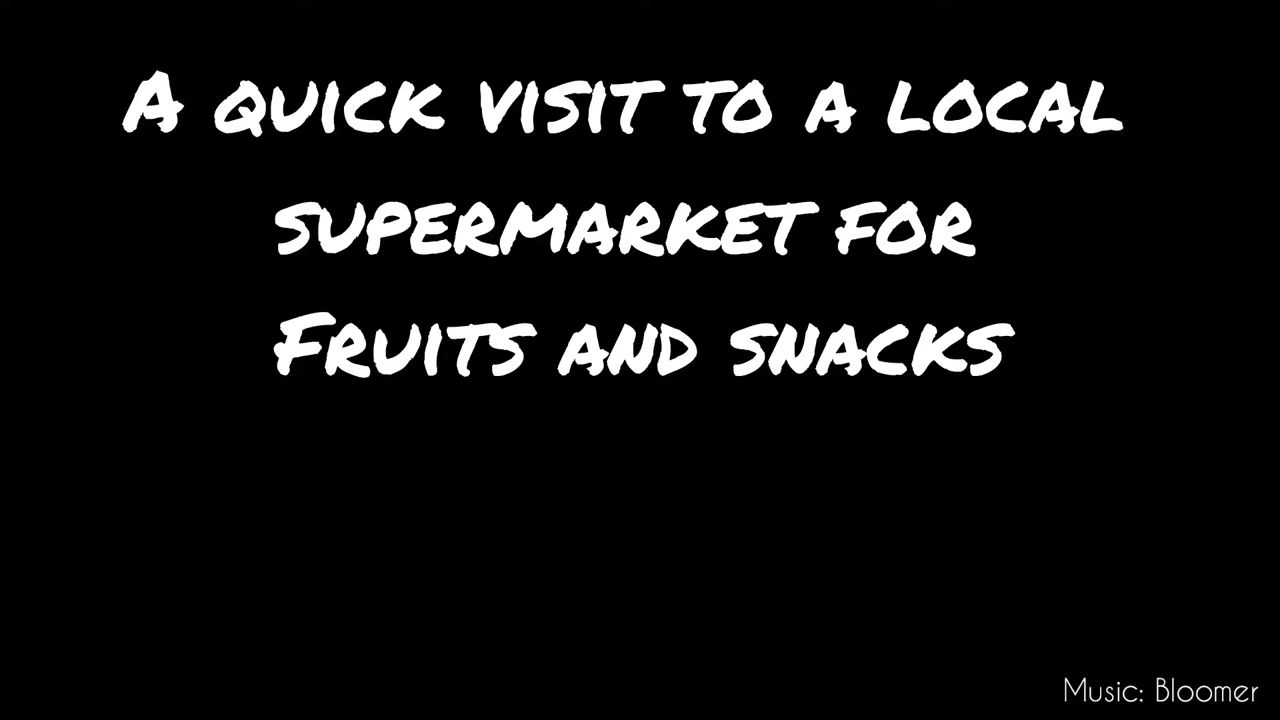 A quick visit to a local
supermarket for
Fruits and snacks
Music: Bloomer